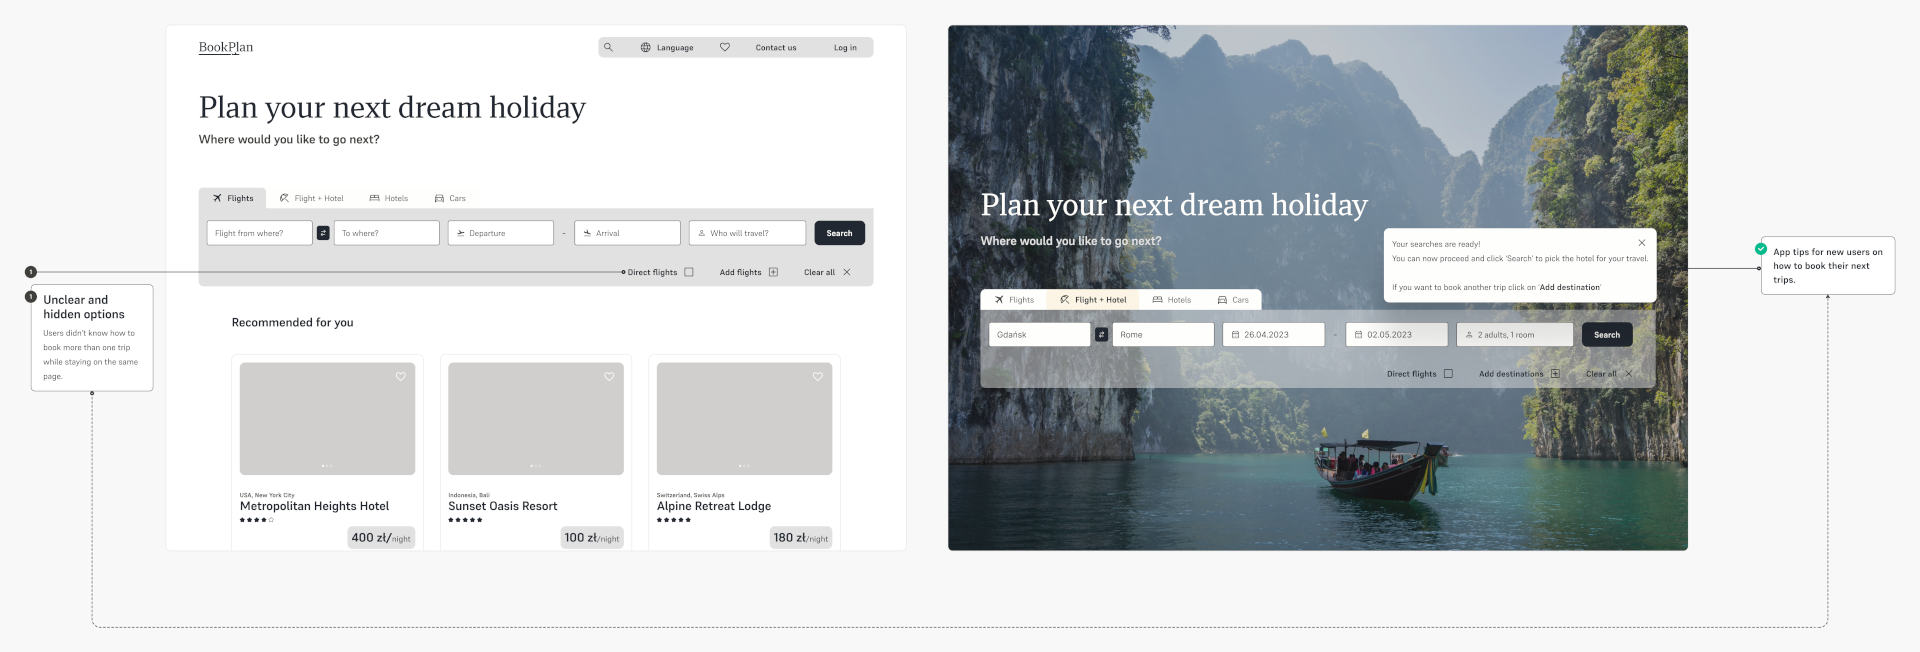 BookPlan
Language
Contact us
Log in
Plan your next dream holiday
Where would you like to go next?
Flights
Flight + Hotel
Hotels
Cars
Flight from where?
To where?
Departure
-
Arrival
Who will travel?
Search
Direct flights
Add flights
Clear all
1
1
Unclear and
hidden options
Users didn't know how to
book more than one trip
while staying on the same
page.
Recommended for you
USA, New York City
Metropolitan Heights Hotel
400 zł/night
Indonesia, Bali
Sunset Oasis Resort
100 zł/night
Switzerland, Swiss Alps
Alpine Retreat Lodge
180 zł/night
Plan your next dream holiday
Where would you like to go next?
Your searches are ready!
You can now proceed and click 'Search' to pick the hotel for your travel.
If you want to book another trip click on 'Add destination'
Flights
Flight + Hotel
Hotels
Cars
Gdańsk
Rome
26.04.2023
-
02.05.2023
2 adults, 1 room
Search
Direct flights
Add destinations
Clear all
App tips for new users on
how to book their next
trips.